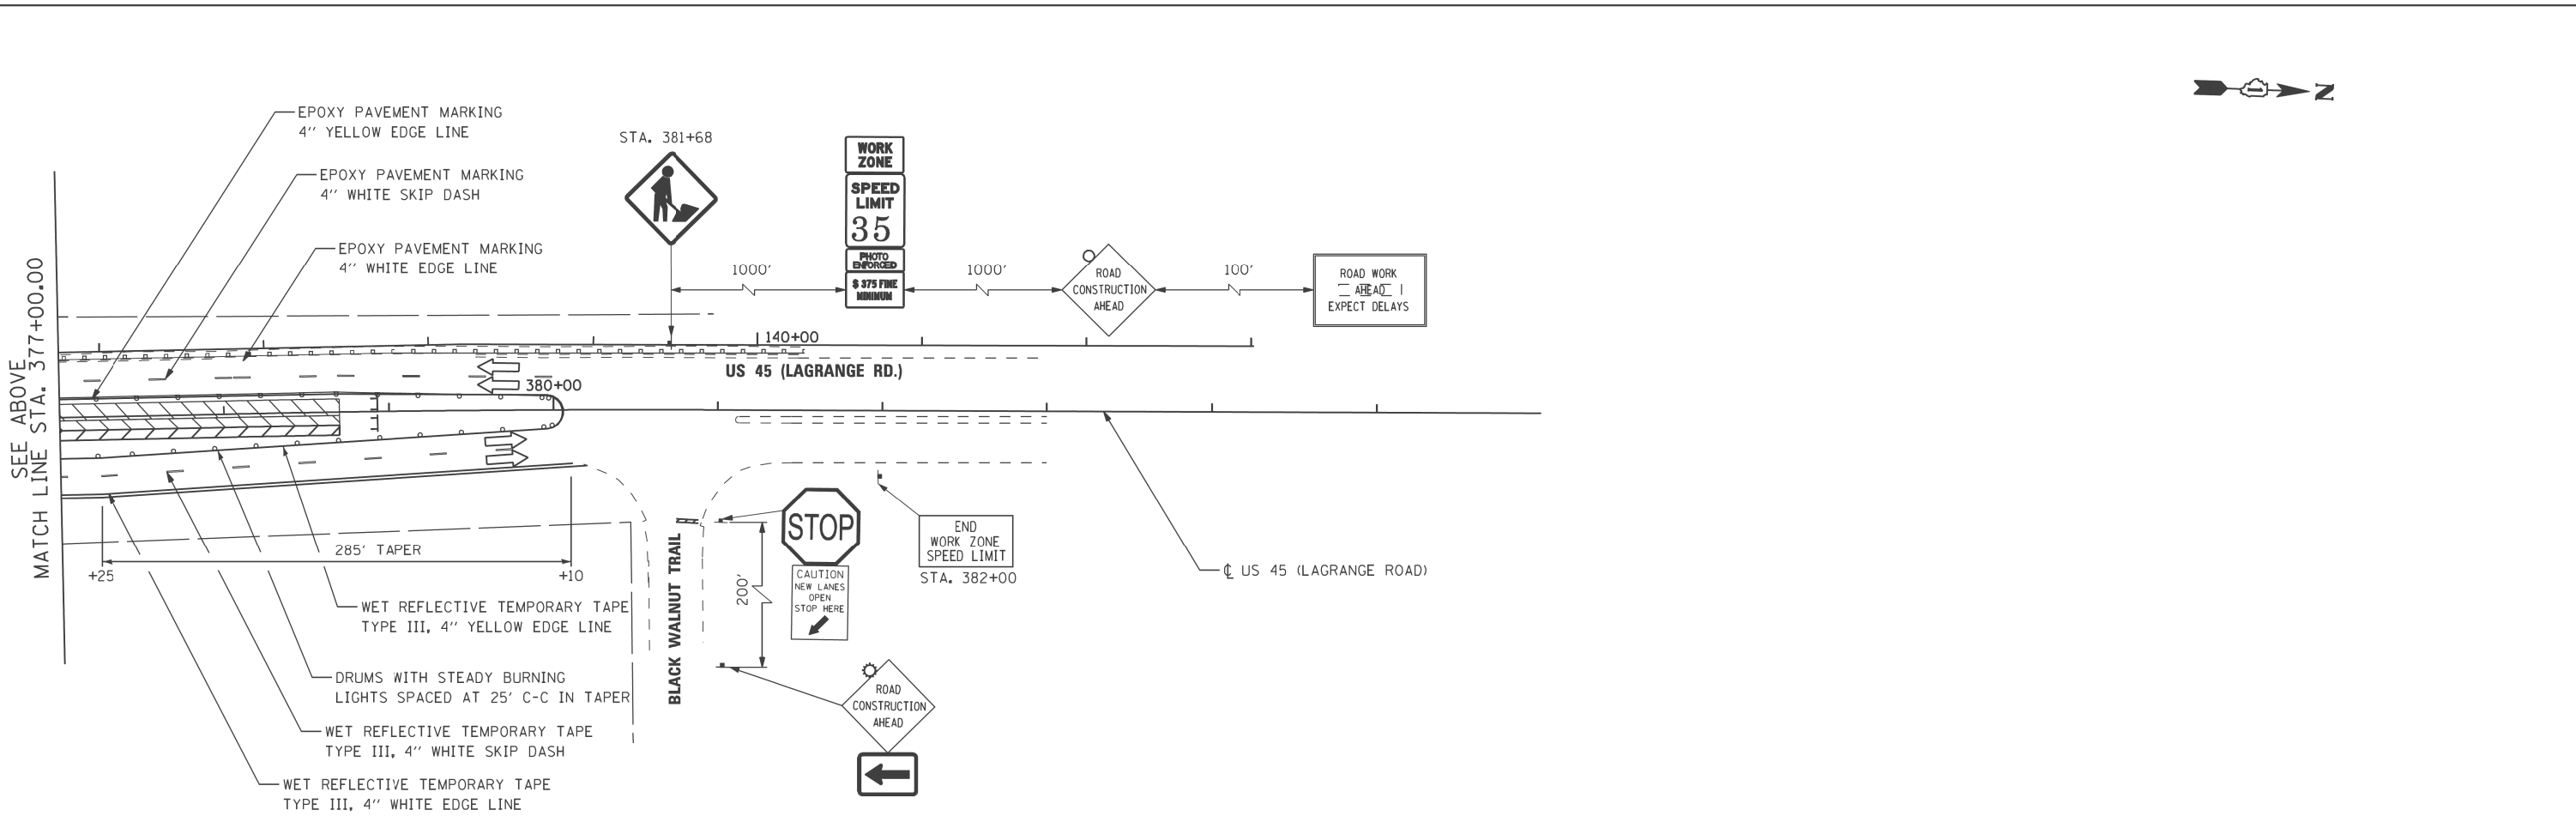 N
EPOXY PAVEMENT MARKING
4'' YELLOW EDGE LINE
EPOXY PAVEMENT MARKING
4'' WHITE SKIP DASH
EPOXY PAVEMENT MARKING
4'' WHITE EDGE LINE
STA. 381+68
WORK
ZONE
SPEED
LIMIT
35
PHOTO
ENFORCED
$ 375 FINE
MINIMUM
1000'
1000'
100'
ROAD
CONSTRUCTION
AHEAD
ROAD WORK
AHEAD
EXPECT DELAYS
SEE ABOVE
MATCH LINE STA. 377+00.00
140+00
US 45 (LAGRANGE RD.)
380+00
285' TAPER
+25
+10
STOP
CAUTION
NEW LANES
OPEN
STOP HERE
200'
BLACK WALNUT TRAIL
END
WORK ZONE
SPEED LIMIT
STA. 382+00
℄ US 45 (LAGRANGE ROAD)
WET REFLECTIVE TEMPORARY TAPE
TYPE III, 4'' YELLOW EDGE LINE
DRUMS WITH STEADY BURNING
LIGHTS SPACED AT 25' C-C IN TAPER
WET REFLECTIVE TEMPORARY TAPE
TYPE III, 4'' WHITE SKIP DASH
WET REFLECTIVE TEMPORARY TAPE
TYPE III, 4'' WHITE EDGE LINE
ROAD
CONSTRUCTION
AHEAD